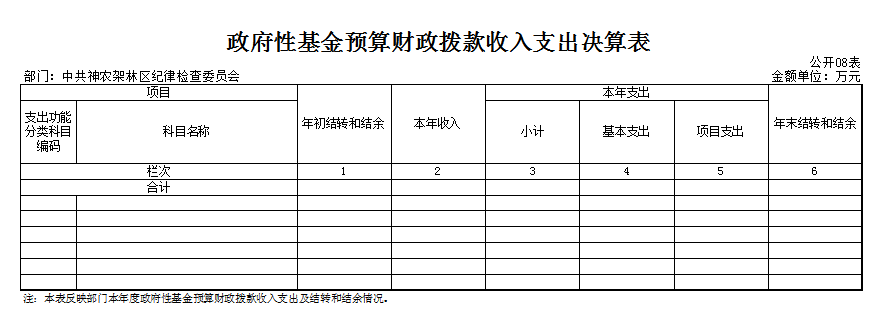 政府性基金预算财政拨款收入支出决算表
公开08表
部门：中共神农架林区纪律检查委员会 金额单位：万元
项目 年初结转和结余 本年收入 本年支出 年末结转和结余
支出功能分类科目编码 科目名称 小计 基本支出 项目支出
栏次 1 2 3 4 5 6
合计
注：本表反映部门本年度政府性基金预算财政拨款收入支出及结转和结余情况。